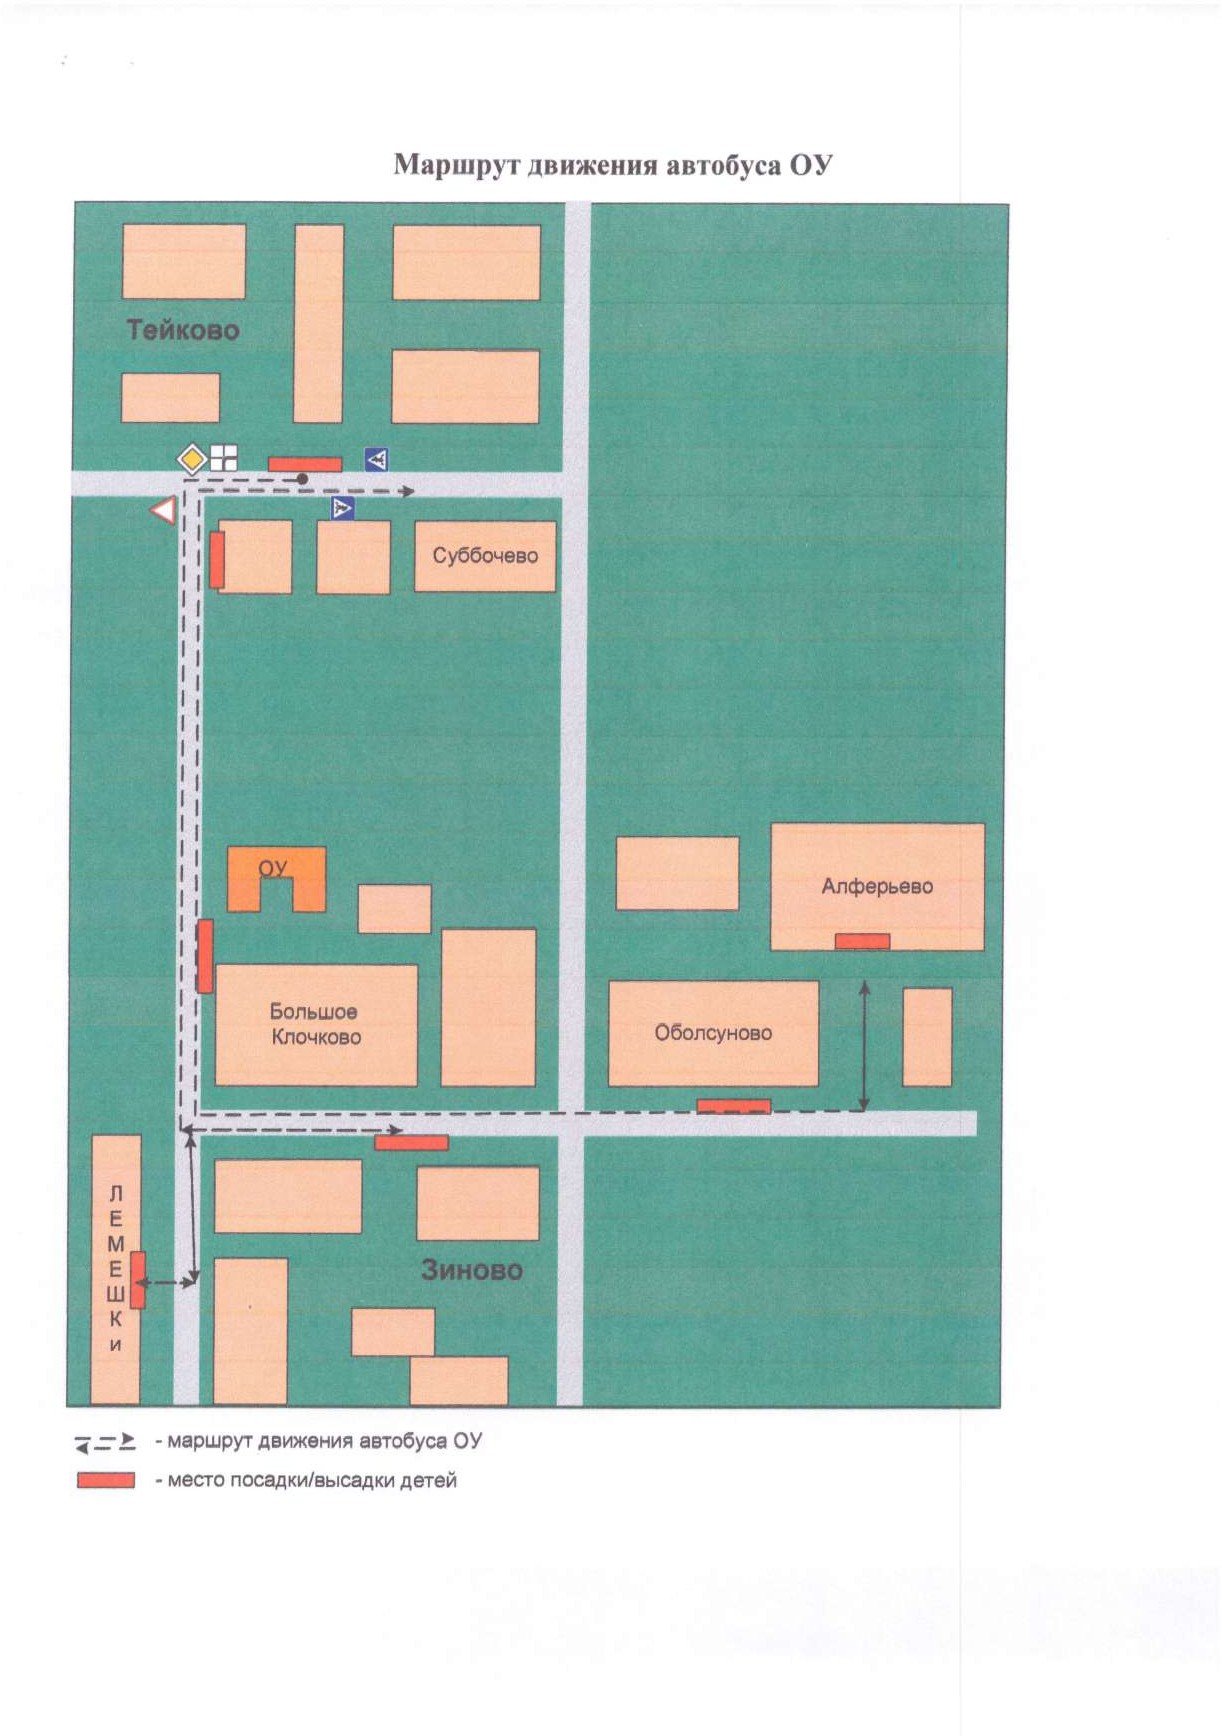 Маршрут движения автобуса ОУ
Тейково
Суббочево
ОУ
Алферьево
Большое
Клочково
Оболсуново
Л
Е
М
Е
Ш
К
и
Зиново
- маршрут движения автобуса ОУ
- место посадки/высадки детей